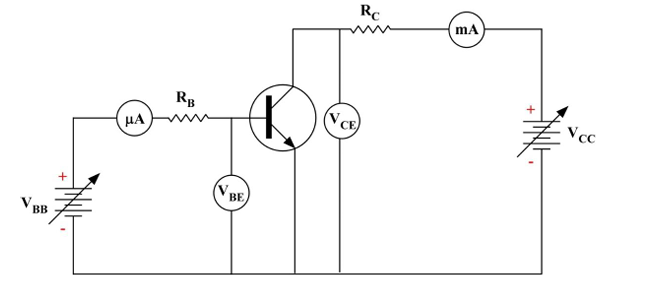 R_C
mA
R_B
μA
V_CE
+
V_CC
-
+
V_BE
V_BB
-